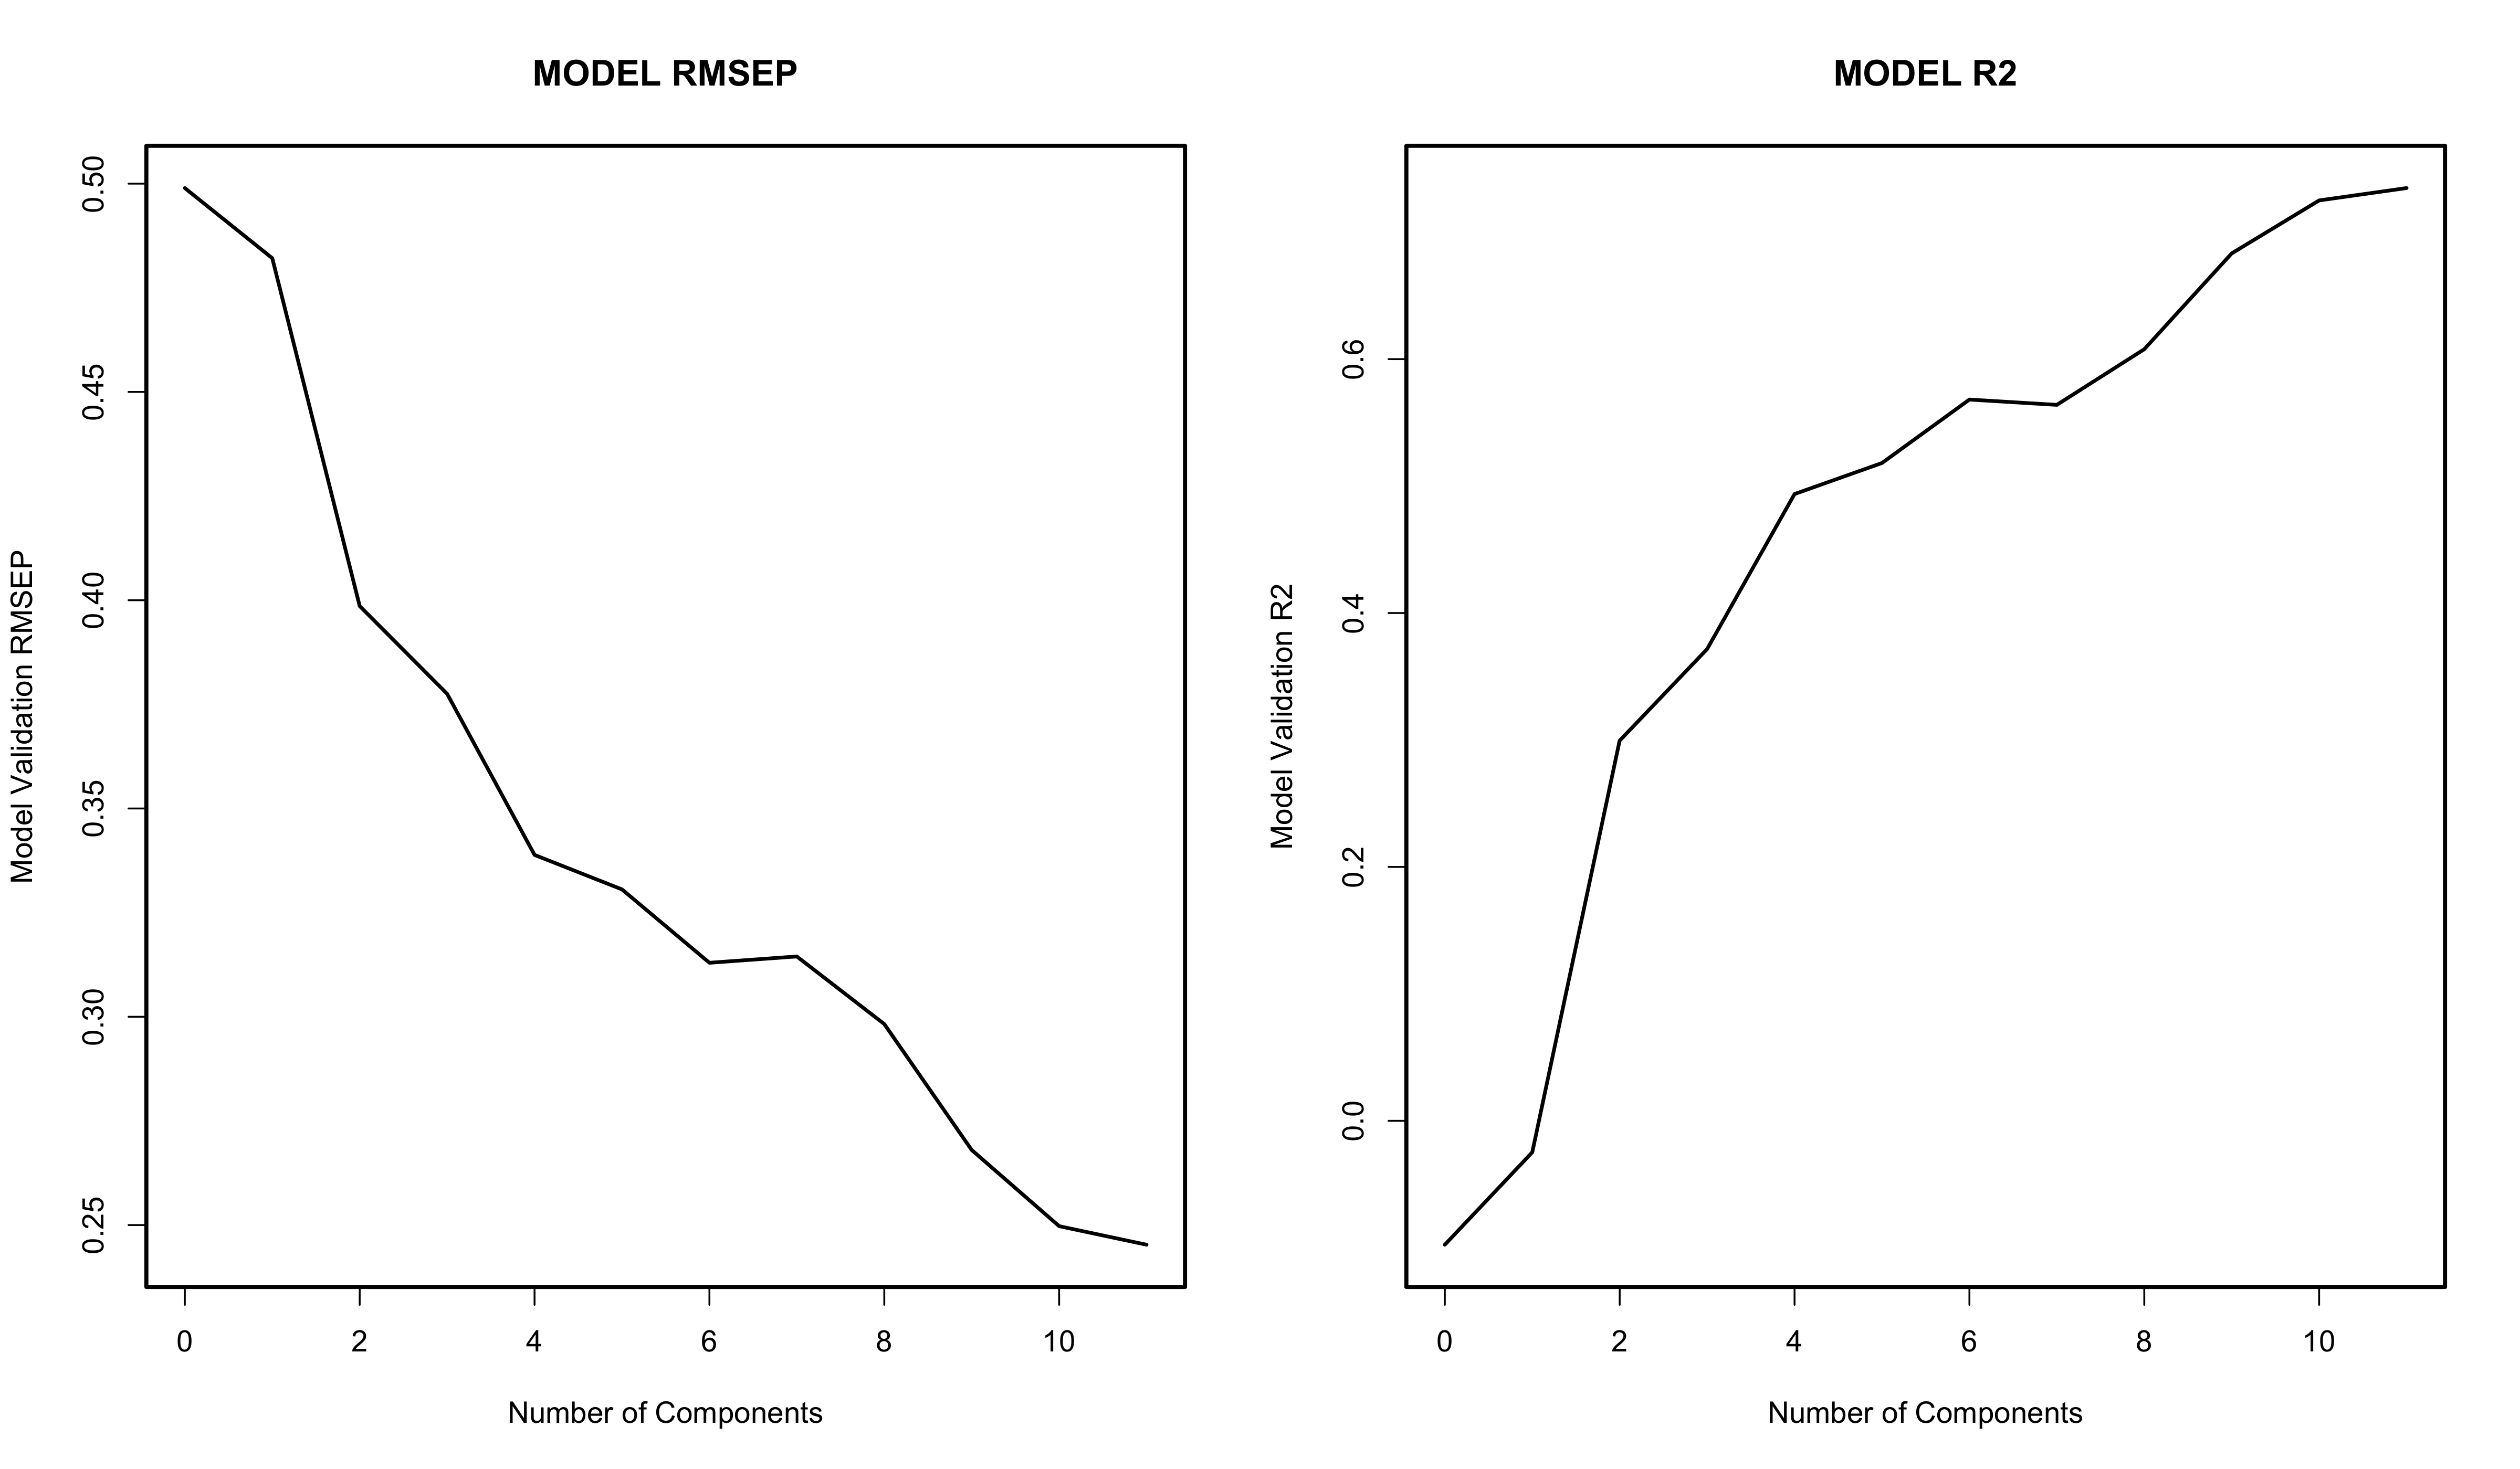 MODEL RMSEP
Model Validation RMSEP
0.50
0.45
0.40
0.35
0.30
0.25
0 2 4 6 8 10
Number of Components
MODEL R2
Model Validation R2
0.6
0.4
0.2
0.0
0 2 4 6 8 10
Number of Components